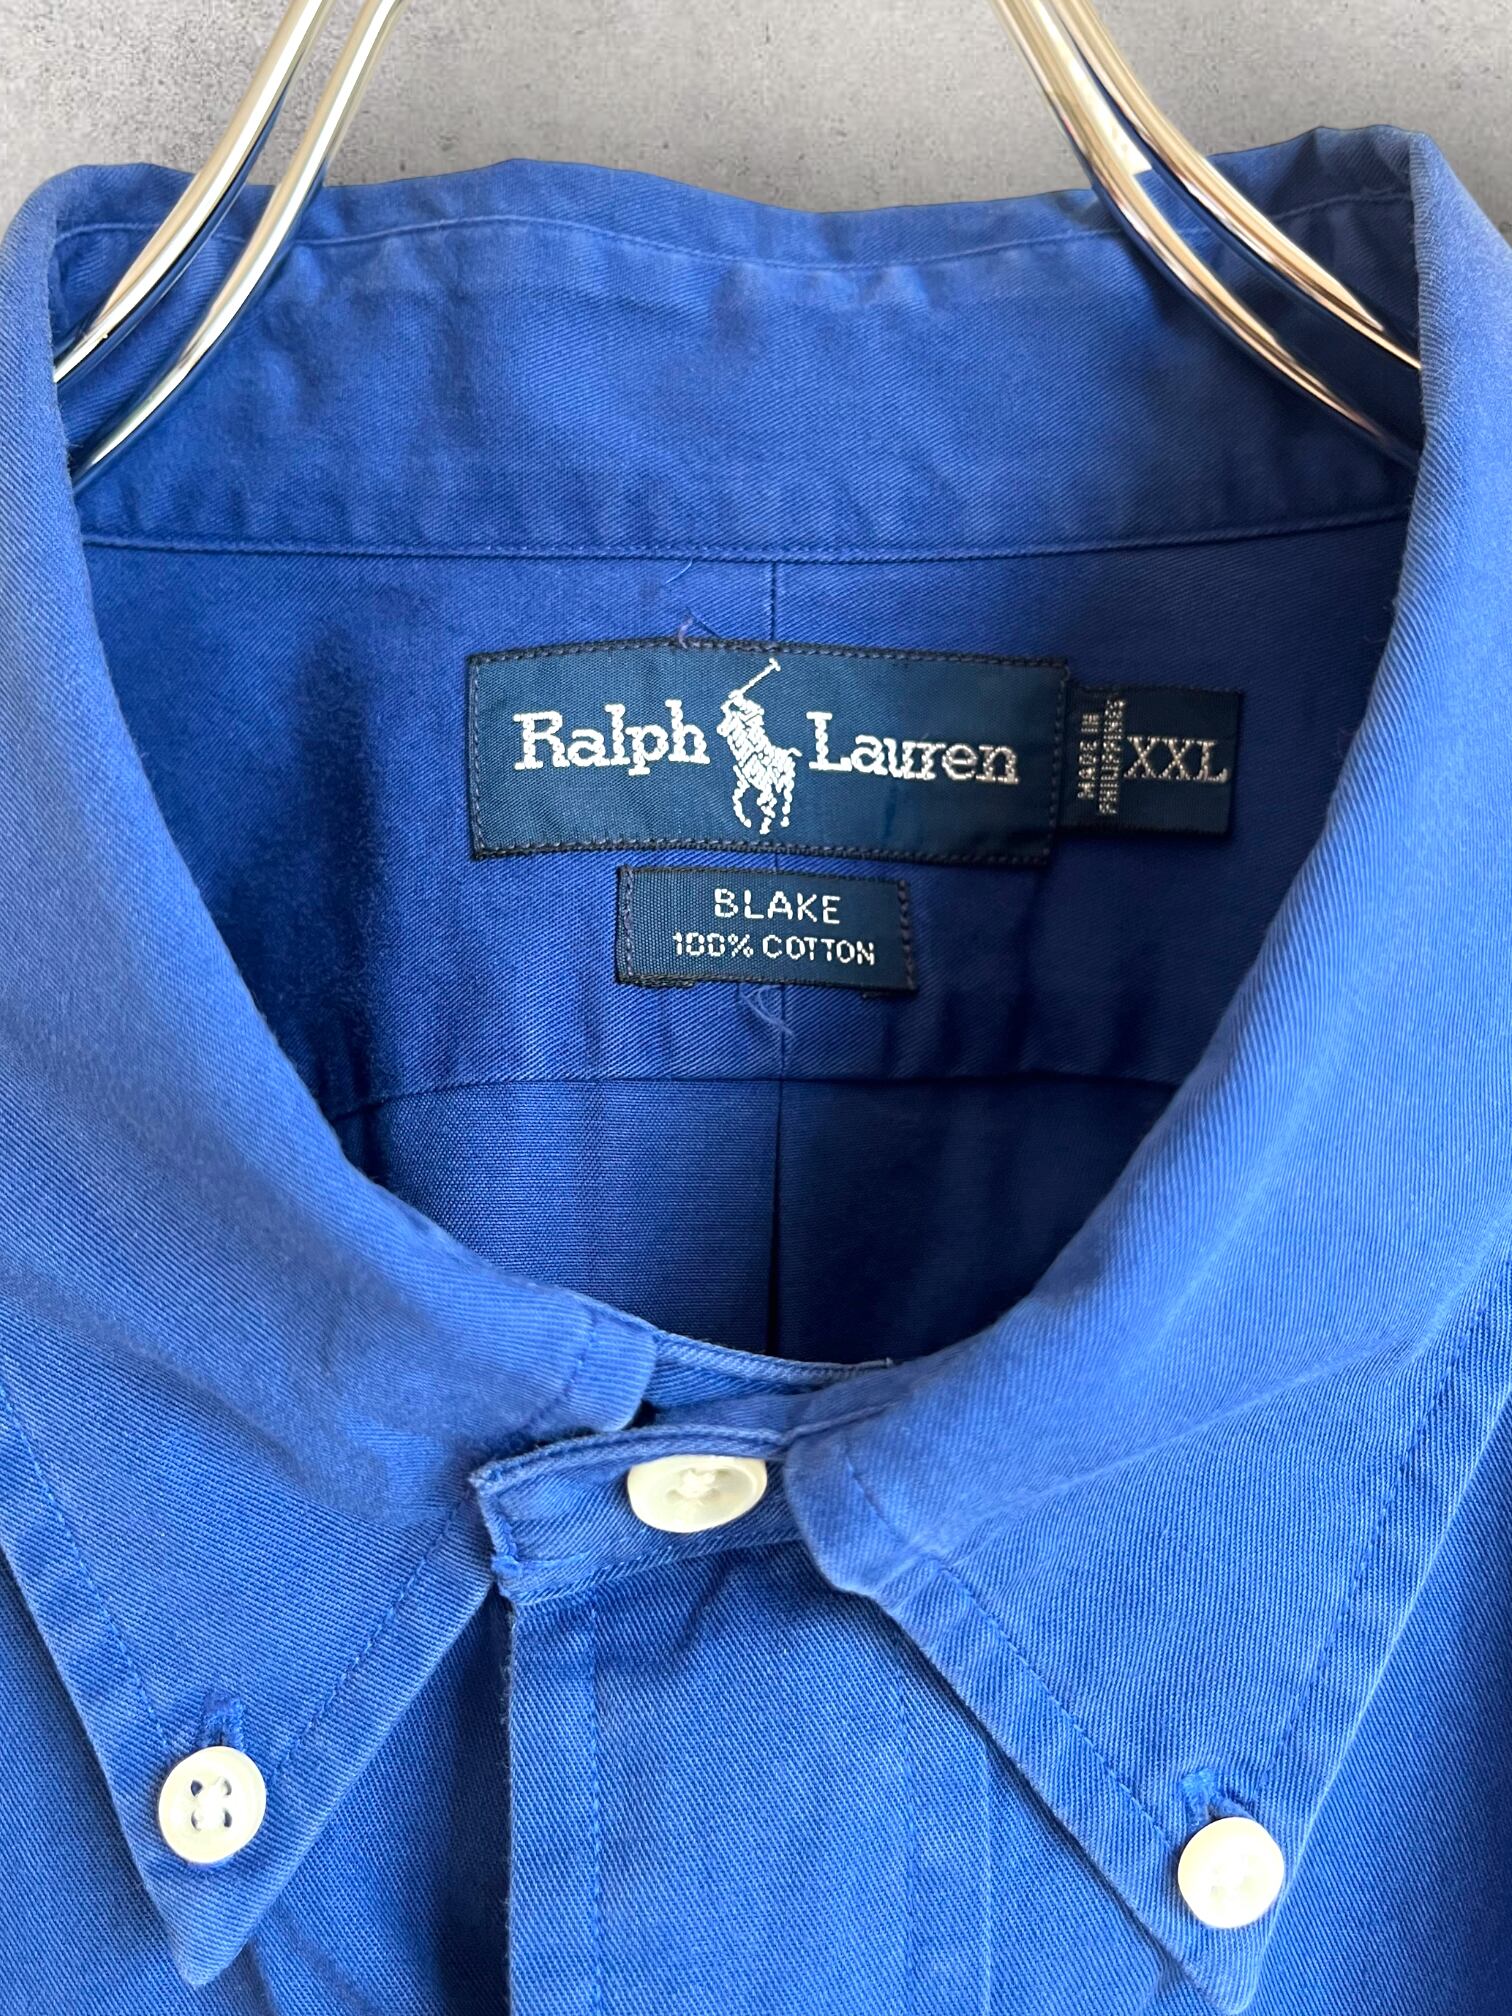 Ralph Lauren
MADE IN
PHILIPPINES
XXL
BLAKE
100% COTTON